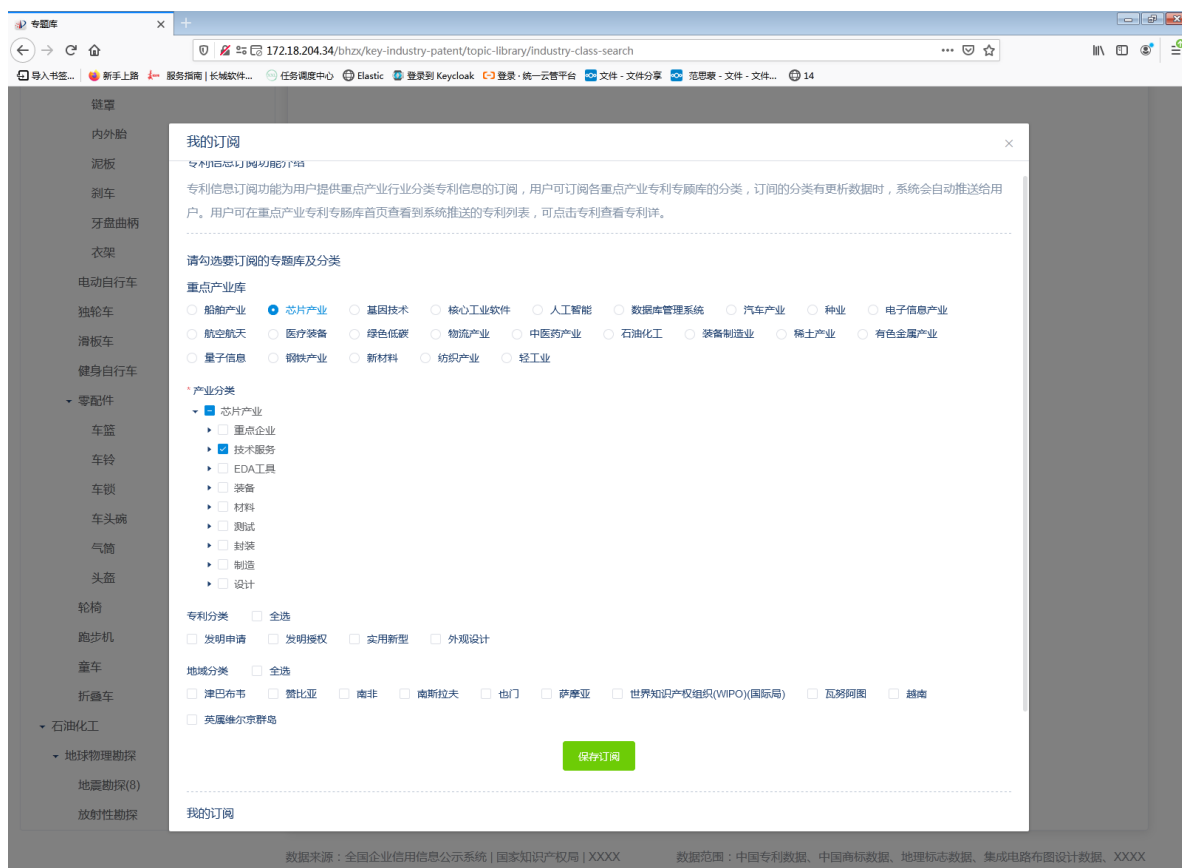 专题库
172.18.204.34/bhzx/key-industry-patent/topic-library/industry-class-search
导入书签... 新手上路 服务指南 | 长城软件... 任务调度中心 Elastic 登录到 Keycloak 登录 · 统一云管平台 文件 - 文件分享 范思蒙 - 文件 - 文件... 14
链罩
内外胎
泥板
刹车
牙盘曲柄
衣架
电动自行车
独轮车
滑板车
健身自行车
零配件
车篮
车铃
车锁
车头碗
气筒
头盔
轮椅
跑步机
童车
折叠车
石油化工
地球物理勘探
地震勘探(8)
放射性勘探
我的订阅
专利信息订阅功能介绍
专利信息订阅功能为用户提供重点产业行业分类专利信息的订阅，用户可订阅各重点产业专利专顾库的分类，订间的分类有更析数据时，系统会自动推送给用
户。用户可在重点产业专利专肠库首页查看到系统推送的专利列表，可点击专利查看专利详。
请勾选要订阅的专题库及分类
重点产业库
船舶产业 芯片产业 基因技术 核心工业软件 人工智能 数据库管理系统 汽车产业 种业 电子信息产业
航空航天 医疗装备 绿色低碳 物流产业 中医药产业 石油化工 装备制造业 稀土产业 有色金属产业
量子信息 钢铁产业 新材料 纺织产业 轻工业
* 产业分类
芯片产业
重点企业
技术服务
EDA工具
装备
材料
测试
封装
制造
设计
专利分类 全选
发明申请 发明授权 实用新型 外观设计
地域分类 全选
津巴布韦 赞比亚 南非 南斯拉夫 也门 萨摩亚 世界知识产权组织(WIPO)(国际局) 瓦努阿图 越南
英属维尔京群岛
保存订阅
我的订阅
数据来源：全国企业信用信息公示系统 | 国家知识产权局 | XXXX 数据范围：中国专利数据、中国商标数据、地理标志数据、集成电路布图设计数据、XXXX